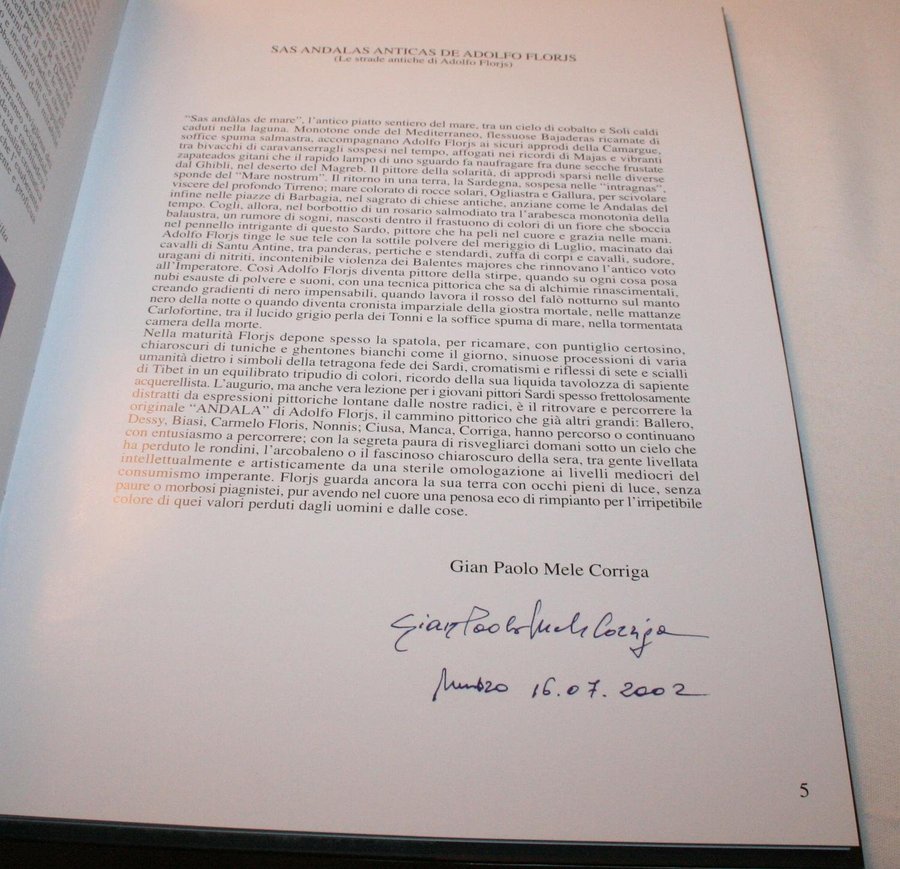 SAS ANDALAS ANTICAS DE ADOLFO FLORJS
(Le strade antiche di Adolfo Florjs)
"Sas andàlas de mare", l'antico piatto sentiero del mare, tra un cielo di cobalto e Soli caldi
caduti nella laguna. Monotone onde del Mediterraneo, flessuose Bajaderas ricamate di
soffice spuma salmastra, accompagnano Adolfo Florjs ai sicuri approdi della Camargue,
tra bivacchi di caravanserragli sospesi nel tempo, affogati nei ricordi di Majas e vibranti
zapateados gitani che il rapido lampo di uno sguardo fa naufragare fra dune secche frustate
dal Ghibli, nel deserto del Magreb. Il pittore della solarità, di approdi sparsi nelle diverse
sponde del "Mare nostrum". Il ritorno in una terra, la Sardegna, sospesa nelle "intragnas",
viscere del profondo Tirreno; mare colorato di rocce solari, Ogliastra e Gallura, per scivolare
infine nelle piazze di Barbagia, nel sagrato di chiese antiche, anziane come le Andalas del
tempo. Cogli, allora, nel borbottio di un rosario salmodiato tra l'arabesca monotonia della
balaustra, un rumore di sogni, nascosti dentro il frastuono di colori di un fiore che sboccia
nel pennello intrigante di questo Sardo, pittore che ha peli nel cuore e grazia nelle mani.
Adolfo Florjs tinge le sue tele con la sottile polvere del meriggio di Luglio, macinato dai
cavalli di Santu Antine, tra panderas, pertiche e stendardi, zuffa di corpi e cavalli, sudore,
uragani di nitriti, incontenibile violenza dei Balentes majores che rinnovano l'antico voto
all'Imperatore. Così Adolfo Florjs diventa pittore della stirpe, quando su ogni cosa posa
nubi esauste di polvere e suoni, con una tecnica pittorica che sa di alchimie rinascimentali,
creando gradienti di nero impensabili, quando lavora il rosso del falò notturno sul manto
nero della notte o quando diventa cronista imparziale della giostra mortale, nelle mattanze
Carlofortine, tra il lucido grigio perla dei Tonni e la soffice spuma di mare, nella tormentata
camera della morte.
Nella maturità Florjs depone spesso la spatola, per ricamare, con puntiglio certosino,
chiaroscuri di tuniche e ghentones bianchi come il giorno, sinuose processioni di varia
umanità dietro i simboli della tetragona fede dei Sardi, cromatismi e riflessi di sete e scialli
di Tibet in un equilibrato tripudio di colori, ricordo della sua liquida tavolozza di sapiente
acquerellista. L'augurio, ma anche vera lezione per i giovani pittori Sardi spesso frettolosamente
distratti da espressioni pittoriche lontane dalle nostre radici, è il ritrovare e percorrere la
originale "ANDALA" di Adolfo Florjs, il cammino pittorico che già altri grandi: Ballero,
Dessy, Biasi, Carmelo Floris, Nonnis; Ciusa, Manca, Corriga, hanno percorso o continuano
con entusiasmo a percorrere; con la segreta paura di risvegliarci domani sotto un cielo che
ha perduto le rondini, l'arcobaleno o il fascinoso chiaroscuro della sera, tra gente livellata
intellettualmente e artisticamente da una sterile omologazione ai livelli mediocri del
consumismo imperante. Florjs guarda ancora la sua terra con occhi pieni di luce, senza
paure o morbosi piagnistei, pur avendo nel cuore una penosa eco di rimpianto per l'irripetibile
colore di quei valori perduti dagli uomini e dalle cose.
Gian Paolo Mele Corriga
Gian Paolo Mele Corriga
16.07.2002
5